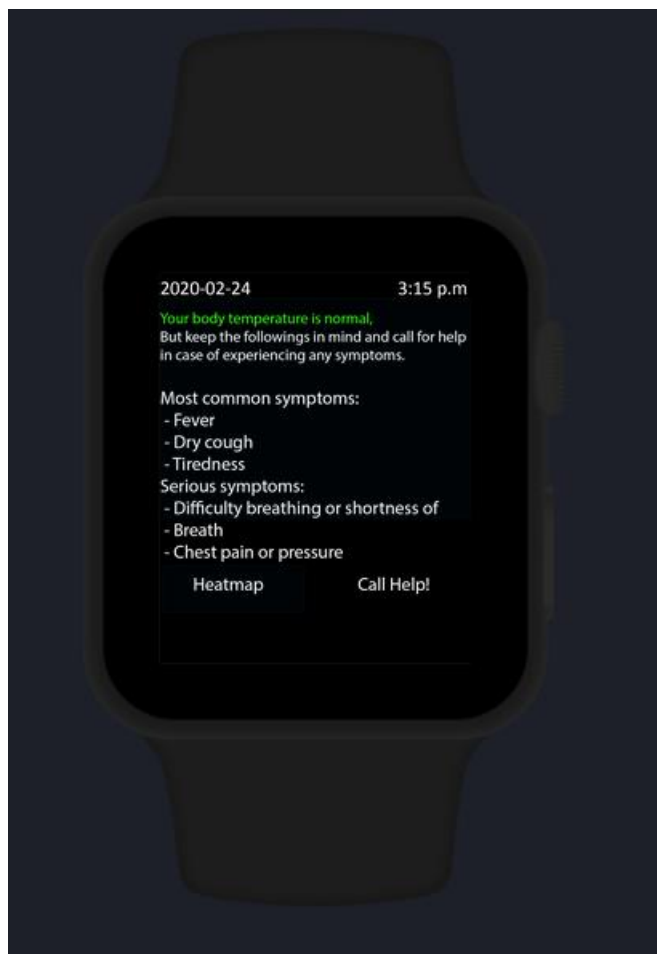 2020-02-24 3:15 p.m
Your body temperature is normal,
But keep the followings in mind and call for help
in case of experiencing any symptoms.
Most common symptoms:
- Fever
- Dry cough
- Tiredness
Serious symptoms:
- Difficulty breathing or shortness of
- Breath
- Chest pain or pressure
Heatmap Call Help!